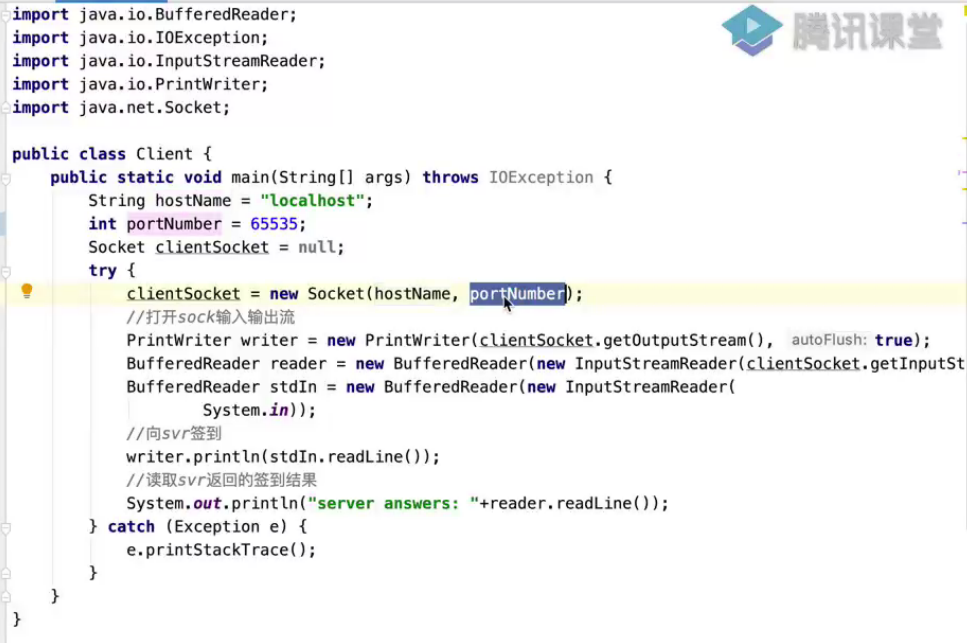 import java.io.BufferedReader;
腾讯课堂
import java.io.IOException;
import java.io.InputStreamReader;
import java.io.PrintWriter;
import java.net.Socket;
public class Client {
public static void main(String[] args) throws IOException {
String hostName = "localhost";
int portNumber = 65535;
Socket clientSocket = null;
try {
clientSocket = new Socket(hostName, portNumber);
//打开sock输入输出流
PrintWriter writer = new PrintWriter(clientSocket.getOutputStream(), autoFlush: true);
BufferedReader reader = new BufferedReader(new InputStreamReader(clientSocket.getInputSt
BufferedReader stdIn = new BufferedReader(new InputStreamReader(
System.in));
//向svr签到
writer.println(stdIn.readLine());
//读取svr返回的签到结果
System.out.println("server answers: "+reader.readLine());
} catch (Exception e) {
e.printStackTrace();
}
}
}